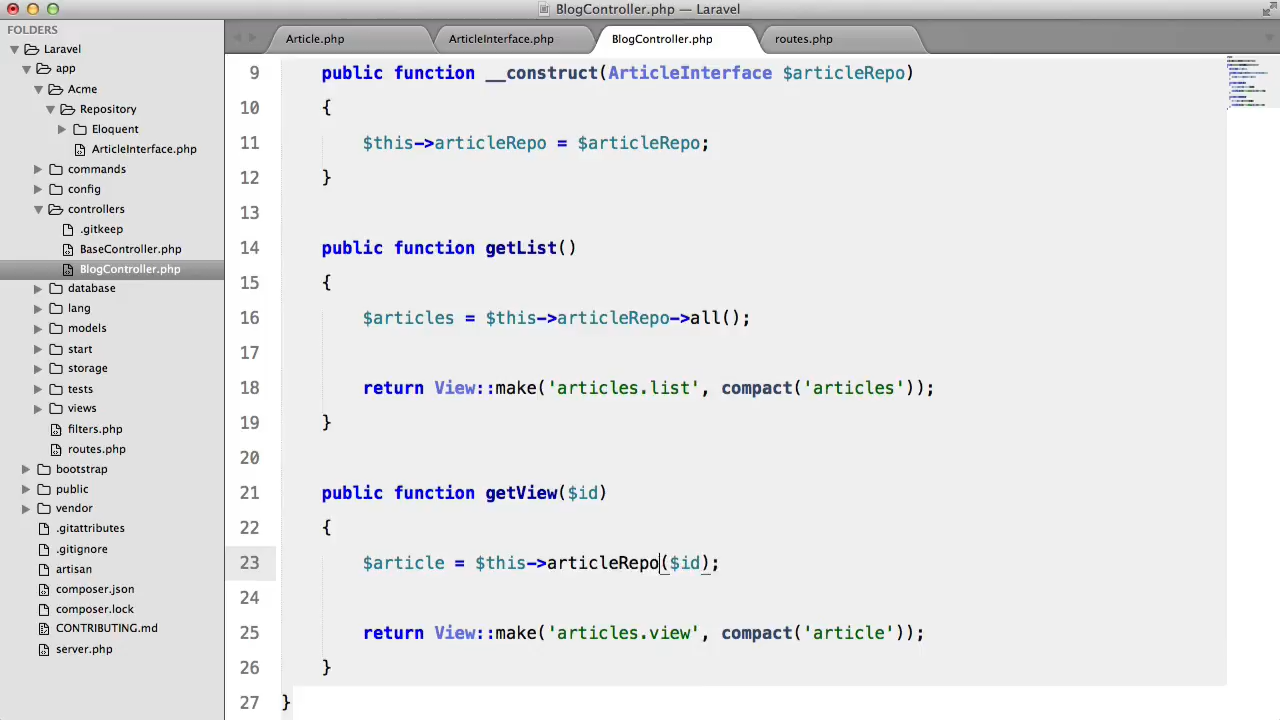 BlogController.php — Laravel
FOLDERS
Laravel
app
Acme
Repository
Eloquent
ArticleInterface.php
commands
config
controllers
.gitkeep
BaseController.php
BlogController.php
database
lang
models
start
storage
tests
views
filters.php
routes.php
bootstrap
public
vendor
.gitattributes
.gitignore
artisan
composer.json
composer.lock
CONTRIBUTING.md
server.php
Article.php ArticleInterface.php BlogController.php routes.php
9 public function __construct(ArticleInterface $articleRepo)
10 {
11 $this->articleRepo = $articleRepo;
12 }
13
14 public function getList()
15 {
16 $articles = $this->articleRepo->all();
17
18 return View::make('articles.list', compact('articles'));
19 }
20
21 public function getView($id)
22 {
23 $article = $this->articleRepo($id);
24
25 return View::make('articles.view', compact('article'));
26 }
27 }